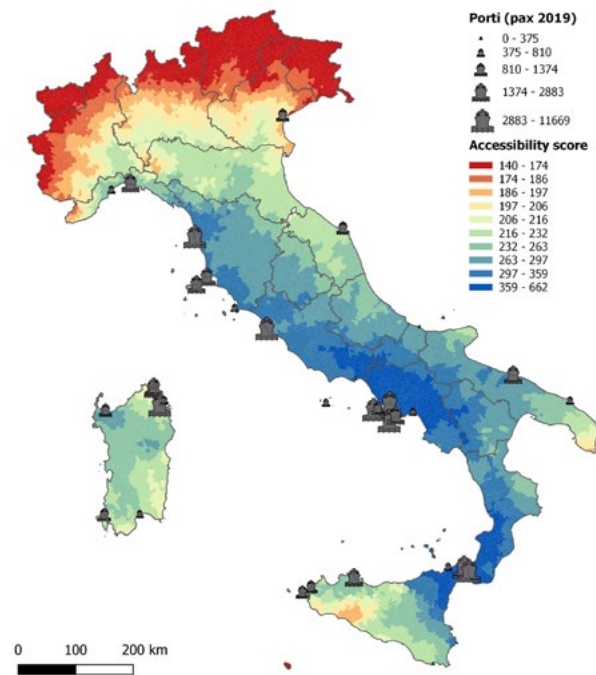 Porti (pax 2019)
0 - 375
375 - 810
810 - 1374
1374 - 2883
2883 - 11669
Accessibility score
140 - 174
174 - 186
186 - 197
197 - 206
206 - 216
216 - 232
232 - 263
263 - 297
297 - 359
359 - 662
0 100 200 km